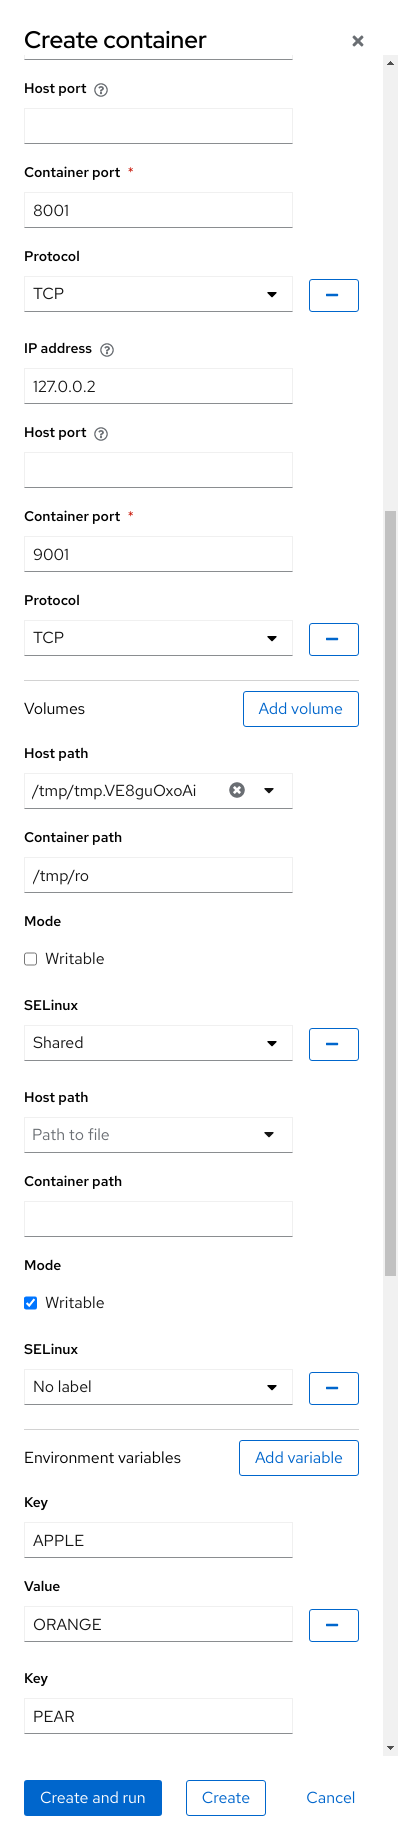 Create container
Host port
Container port *
8001
Protocol
TCP
IP address
127.0.0.2
Host port
Container port *
9001
Protocol
TCP
Volumes Add volume
Host path
/tmp/tmp.VE8guOxoAi
Container path
/tmp/ro
Mode
Writable
SELinux
Shared
Host path
Path to file
Container path
Mode
Writable
SELinux
No label
Environment variables Add variable
Key
APPLE
Value
ORANGE
Key
PEAR
Create and run Create Cancel